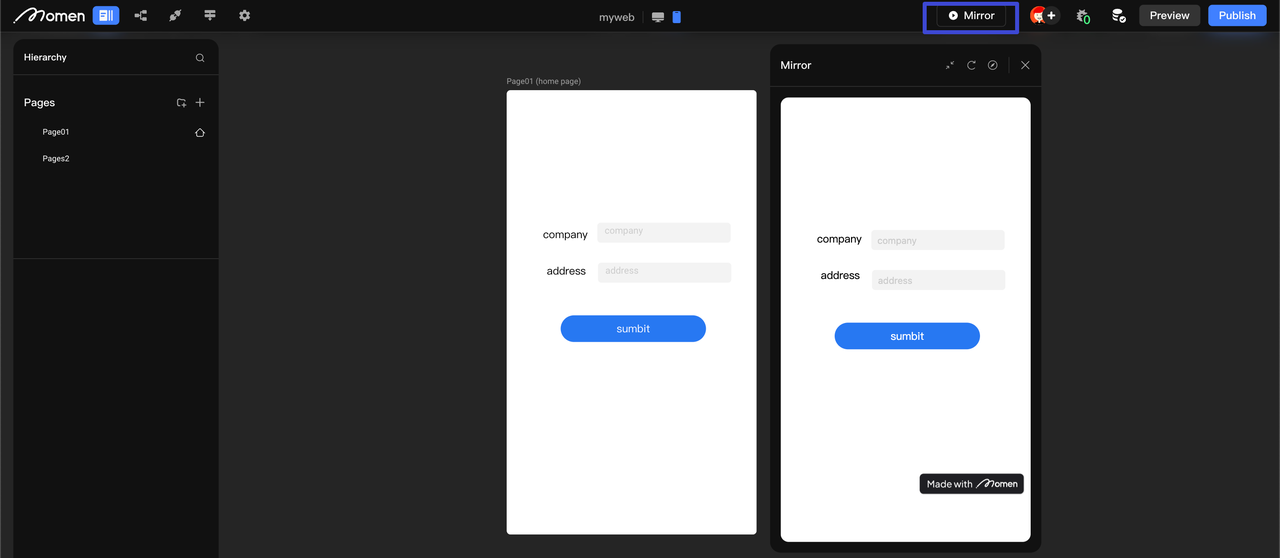 Momen
myweb
Mirror
0
Preview
Publish
Hierarchy
Pages
Page01
Pages2
Page01 (home page)
company
company
address
address
sumbit
Mirror
company
company
address
address
sumbit
Made with Momen